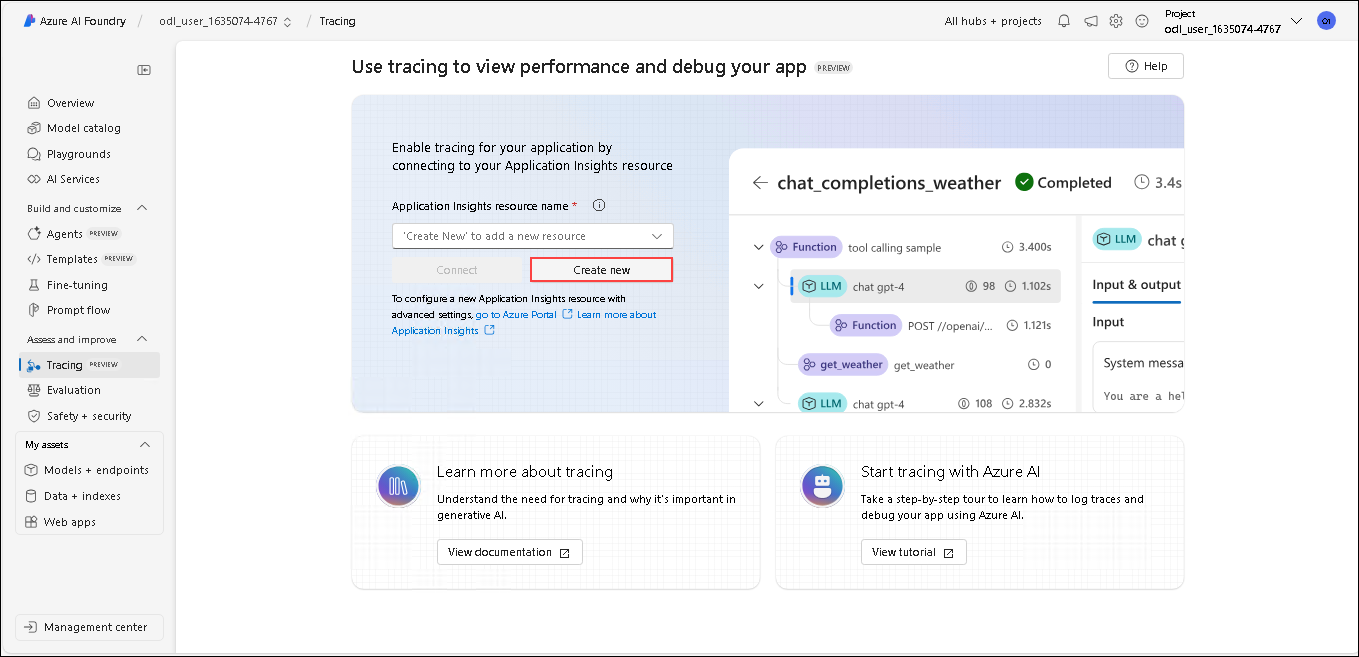 Azure AI Foundry / odl_user_1635074-4767 / Tracing
All hubs + projects
Project
odl_user_1635074-4767
Overview
Model catalog
Playgrounds
AI Services
Build and customize
Agents PREVIEW
Templates PREVIEW
Fine-tuning
Prompt flow
Assess and improve
Tracing PREVIEW
Evaluation
Safety + security
My assets
Models + endpoints
Data + indexes
Web apps
Management center
Use tracing to view performance and debug your app PREVIEW
Help
Enable tracing for your application by
connecting to your Application Insights resource
Application Insights resource name *
'Create New' to add a new resource
Connect
Create new
To configure a new Application Insights resource with
advanced settings, go to Azure Portal Learn more about
Application Insights
chat_completions_weather Completed 3.4s
Function tool calling sample 3.400s
LLM chat gpt-4 98 1.102s
Function POST //openai/... 1.121s
get_weather get_weather 0
LLM chat gpt-4 108 2.832s
LLM chat g
Input & output
Input
System messa
You are a hel
Learn more about tracing
Understand the need for tracing and why it's important in
generative AI.
View documentation
Start tracing with Azure AI
Take a step-by-step tour to learn how to log traces and
debug your app using Azure AI.
View tutorial